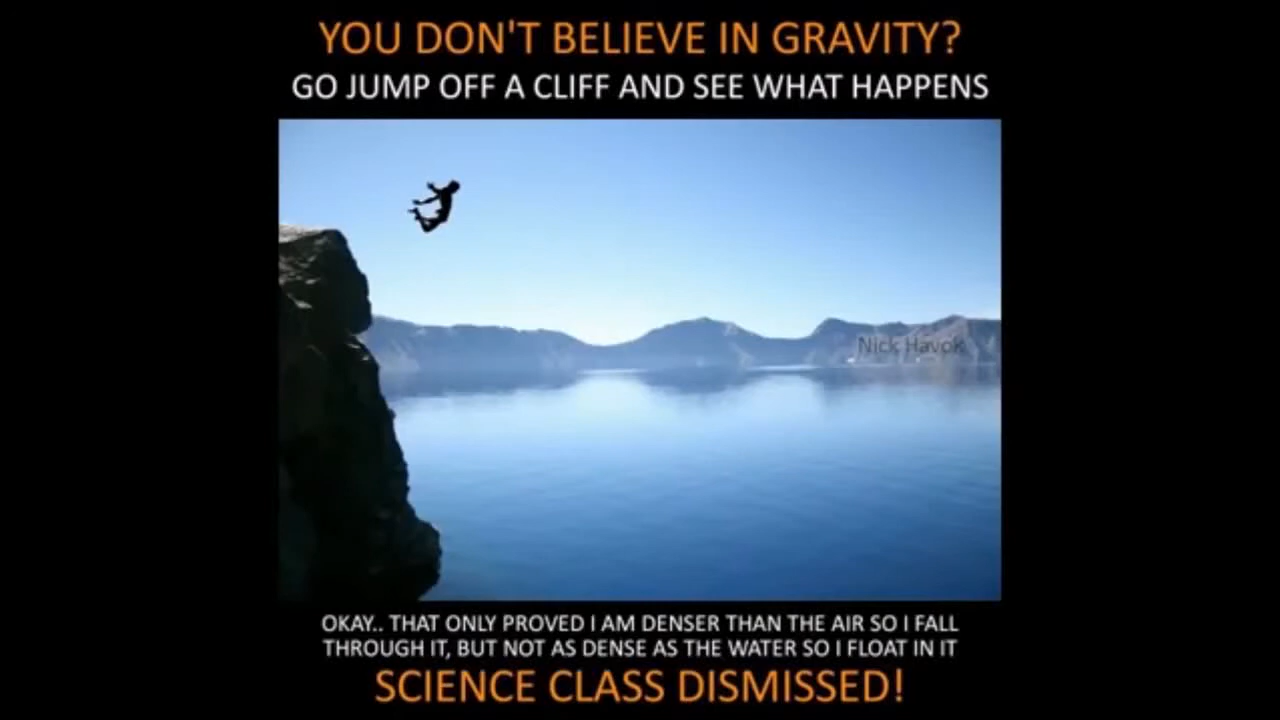 YOU DON'T BELIEVE IN GRAVITY?
GO JUMP OFF A CLIFF AND SEE WHAT HAPPENS
Nick Havok
OKAY.. THAT ONLY PROVED I AM DENSER THAN THE AIR SO I FALL
THROUGH IT, BUT NOT AS DENSE AS THE WATER SO I FLOAT IN IT
SCIENCE CLASS DISMISSED!